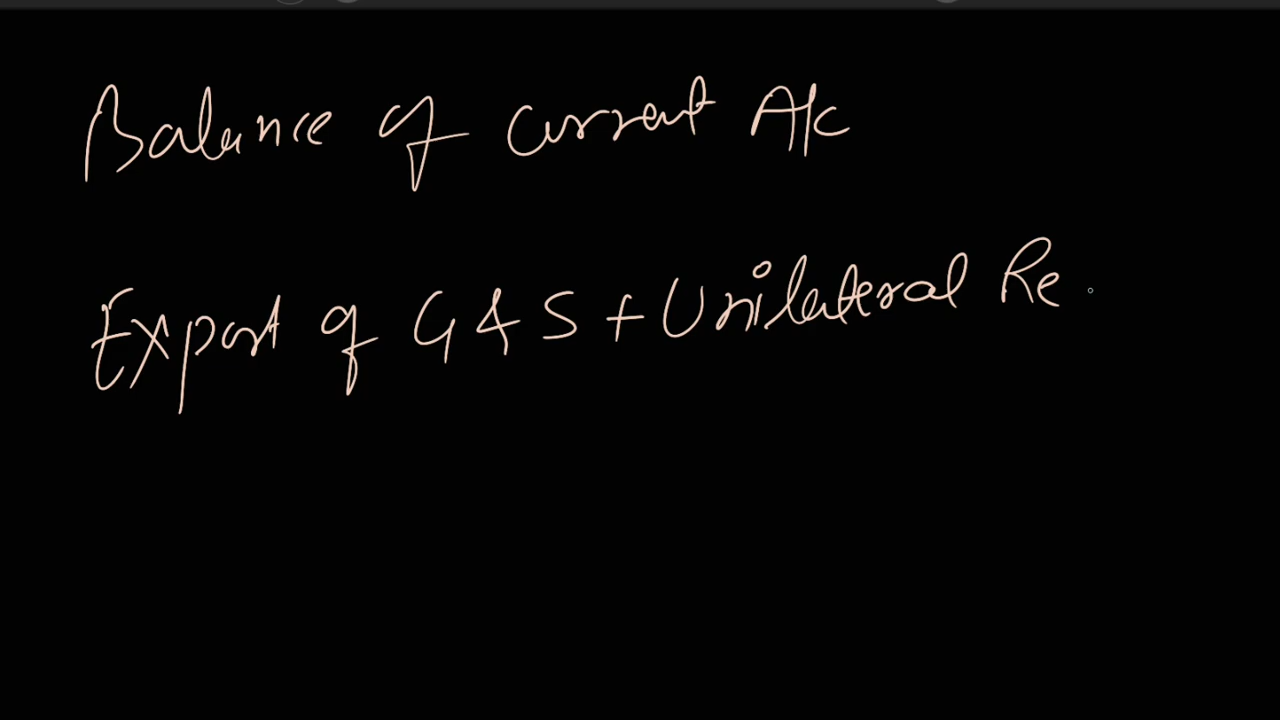 Balance of current A/c
Export of G & S + Unilateral Re